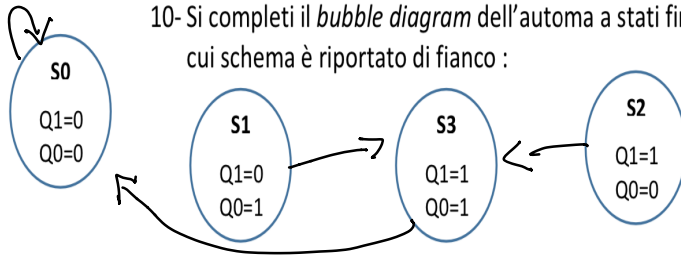 10- Si completi il bubble diagram dell'automa a stati
cui schema è riportato di fianco :
S0
Q1=0
Q0=0
S1
Q1=0
Q0=1
S3
Q1=1
Q0=1
S2
Q1=1
Q0=0